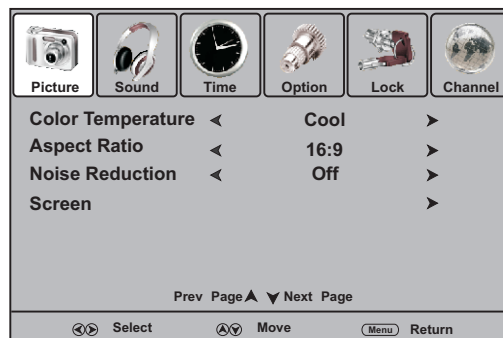 Picture Sound Time Option Lock Channel
Color Temperature Cool
Aspect Ratio 16:9
Noise Reduction Off
Screen
Prev Page Next Page
Select Move Menu Return